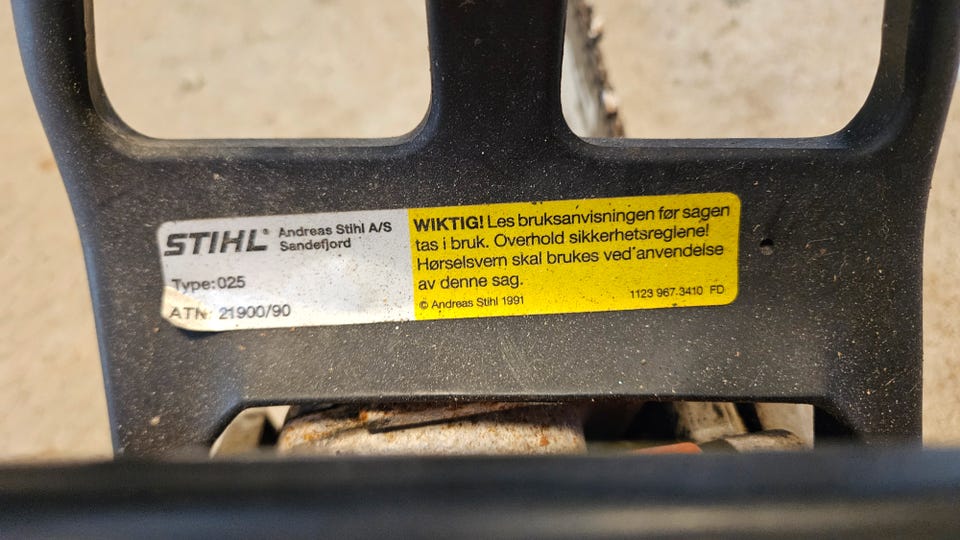 STIHL® Andreas Stihl A/S
Sandefjord
Type: 025
ATN 21900/90
WIKTIG! Les bruksanvisningen før sagen
tas i bruk. Overhold sikkerhetsreglene!
Hørselsvern skal brukes ved anvendelse
av denne sag.
© Andreas Stihl 1991 1123 967-3410 FD